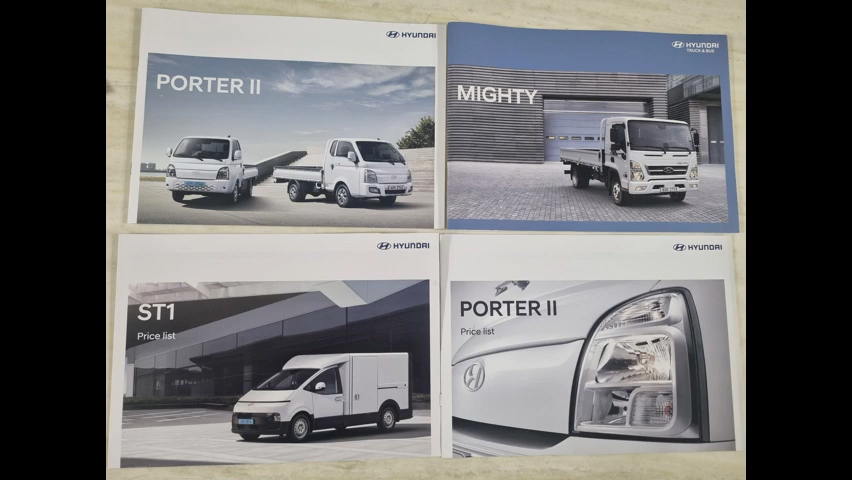 HYUNDAI
PORTER II
HYUNDAI
TRUCK & BUS
MIGHTY
HYUNDAI
ST1
Price list
HYUNDAI
PORTER II
Price list